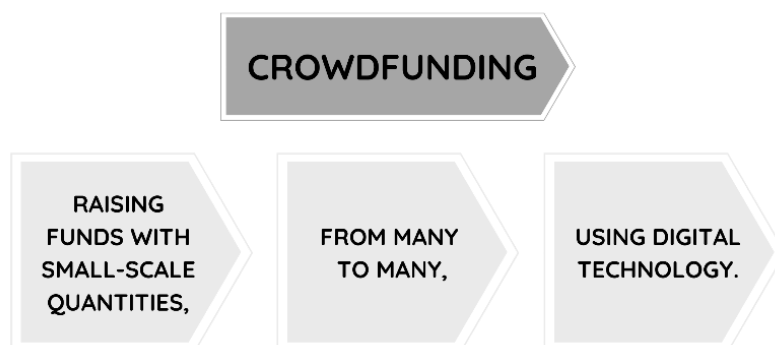 CROWDFUNDING
RAISING
FUNDS WITH
SMALL-SCALE
QUANTITIES,
FROM MANY
TO MANY,
USING DIGITAL
TECHNOLOGY.